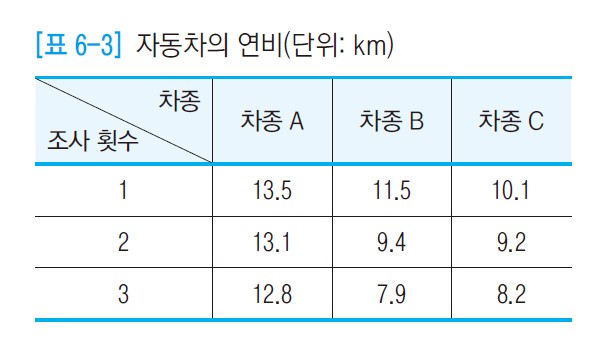 [표 6-3] 자동차의 연비(단위: km)
차종
조사 횟수
차종 A 차종 B 차종 C
1 13.5 11.5 10.1
2 13.1 9.4 9.2
3 12.8 7.9 8.2